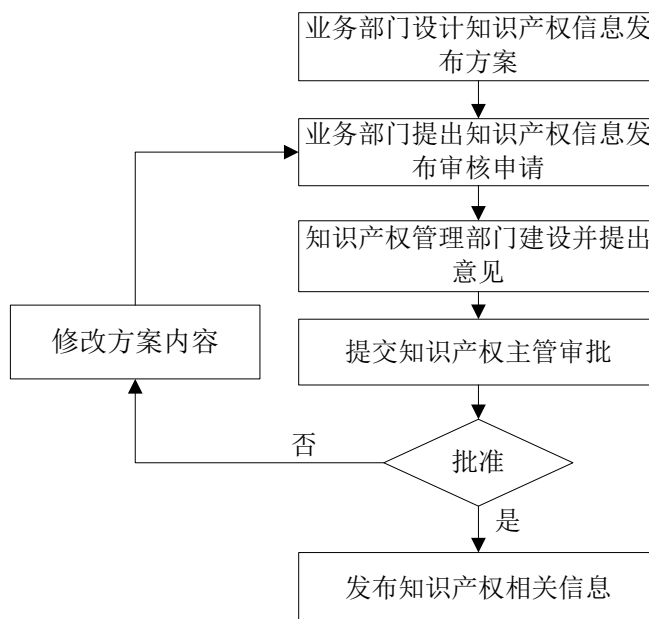 业务部门设计知识产权信息发
布方案
业务部门提出知识产权信息发
布审核申请
知识产权管理部门建设并提出
意见
修改方案内容
提交知识产权主管审批
否
批准
是
发布知识产权相关信息